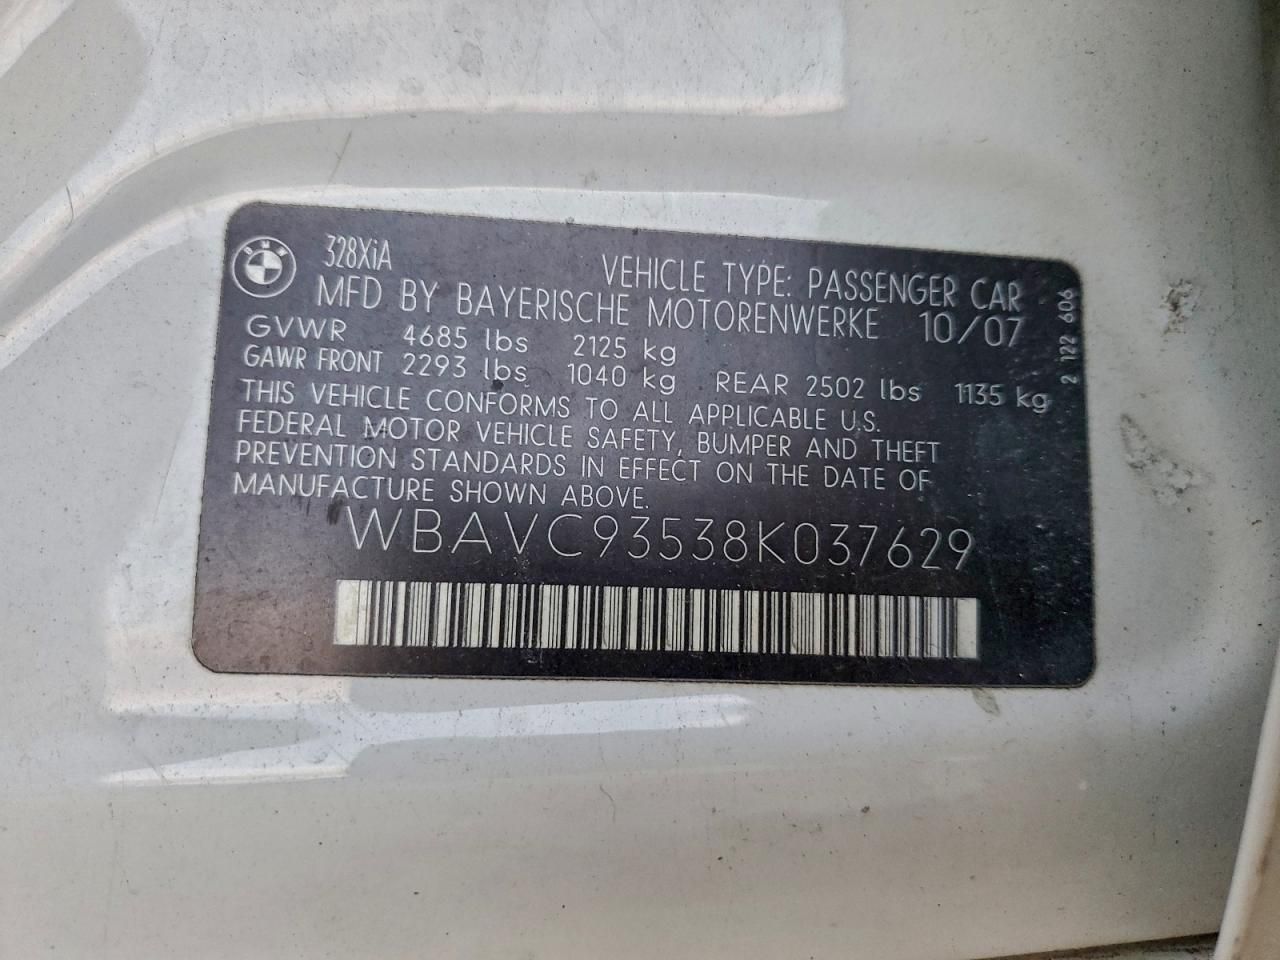 BMW
328XiA
VEHICLE TYPE: PASSENGER CAR
MFD BY BAYERISCHE MOTORENWERKE 10/07
GVWR 4685 lbs 2125 kg
GAWR FRONT 2293 lbs 1040 kg REAR 2502 lbs 1135 kg
THIS VEHICLE CONFORMS TO ALL APPLICABLE U.S.
FEDERAL MOTOR VEHICLE SAFETY, BUMPER AND THEFT
PREVENTION STANDARDS IN EFFECT ON THE DATE OF
MANUFACTURE SHOWN ABOVE.
WBAVC93538K037629
2 122 606